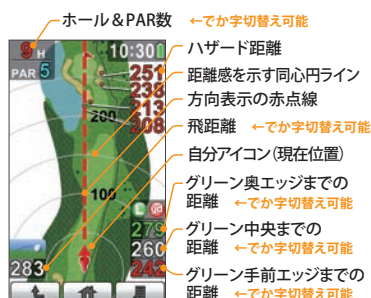 ホール＆PAR数 ←でか字切替え可能
9 H
10:30
PAR 5
ハザード距離
251
238
213
208
距離感を示す同心円ライン
方向表示の赤点線
飛距離 ←でか字切替え可能
自分アイコン（現在位置）
200
100
グリーン奥エッジまでの
距離 ←でか字切替え可能
279
グリーン中央までの
距離 ←でか字切替え可能
260
283
グリーン手前エッジまでの
距離 ←でか字切替え可能